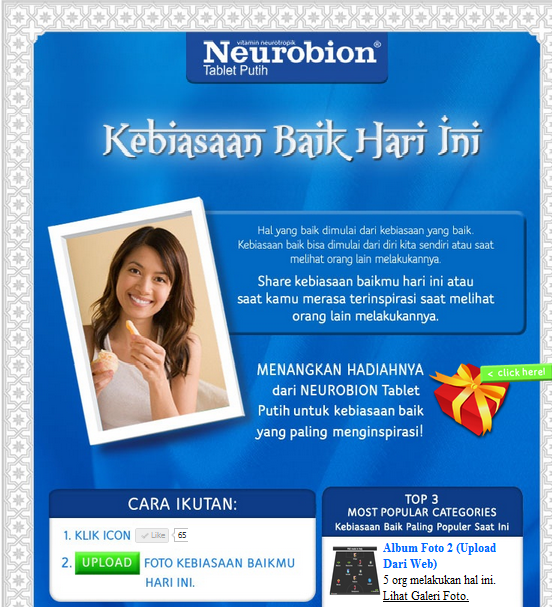 vitamin neurotropik
Neurobion®
Tablet Putih
Kebiasaan Baik Hari Ini
Hal yang baik dimulai dari kebiasaan yang baik.
Kebiasaan baik bisa dimulai dari diri kita sendiri atau saat
melihat orang lain melakukannya.
Share kebiasaan baikmu hari ini atau
saat kamu merasa terinspirasi saat melihat
orang lain melakukannya.
MENANGKAN HADIAHNYA
dari NEUROBION Tablet
Putih untuk kebiasaan baik
yang paling menginspirasi!
< click here!
CARA IKUTAN:
1. KLIK ICON Like 65
2. UPLOAD FOTO KEBIASAAN BAIKMU
HARI INI.
TOP 3
MOST POPULAR CATEGORIES
Kebiasaan Baik Paling Populer Saat Ini
Album Foto 2 (Upload
Dari Web)
5 org melakukan hal ini.
Lihat Galeri Foto.